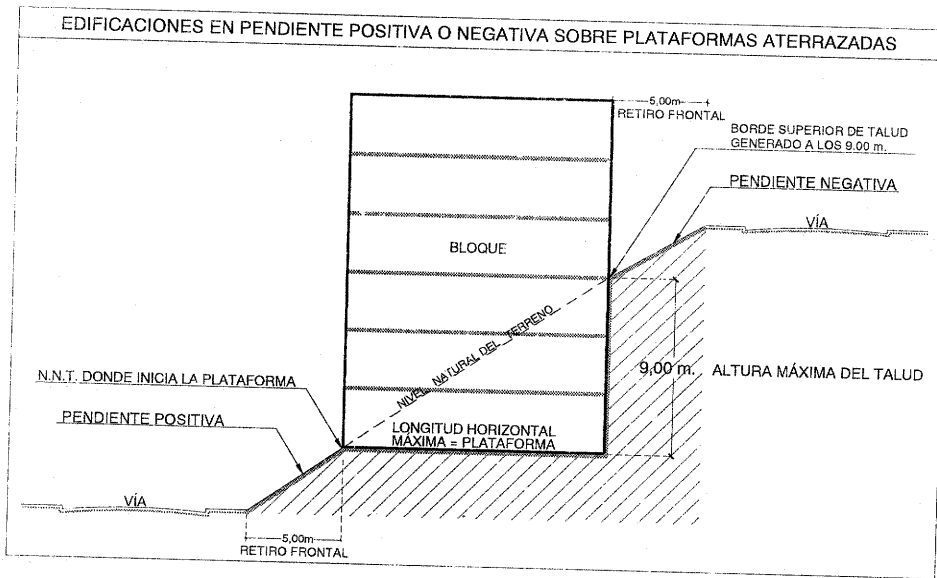 EDIFICACIONES EN PENDIENTE POSITIVA O NEGATIVA SOBRE PLATAFORMAS ATERRAZADAS
5,00m
RETIRO FRONTAL
BORDE SUPERIOR DE TALUD
GENERADO A LOS 9.00 m.
PENDIENTE NEGATIVA
VÍA
BLOQUE
NIVEL NATURAL DEL TERRENO
9,00 m. ALTURA MÁXIMA DEL TALUD
N.N.T. DONDE INICIA LA PLATAFORMA
PENDIENTE POSITIVA
LONGITUD HORIZONTAL
MÁXIMA = PLATAFORMA
VÍA
5,00m
RETIRO FRONTAL